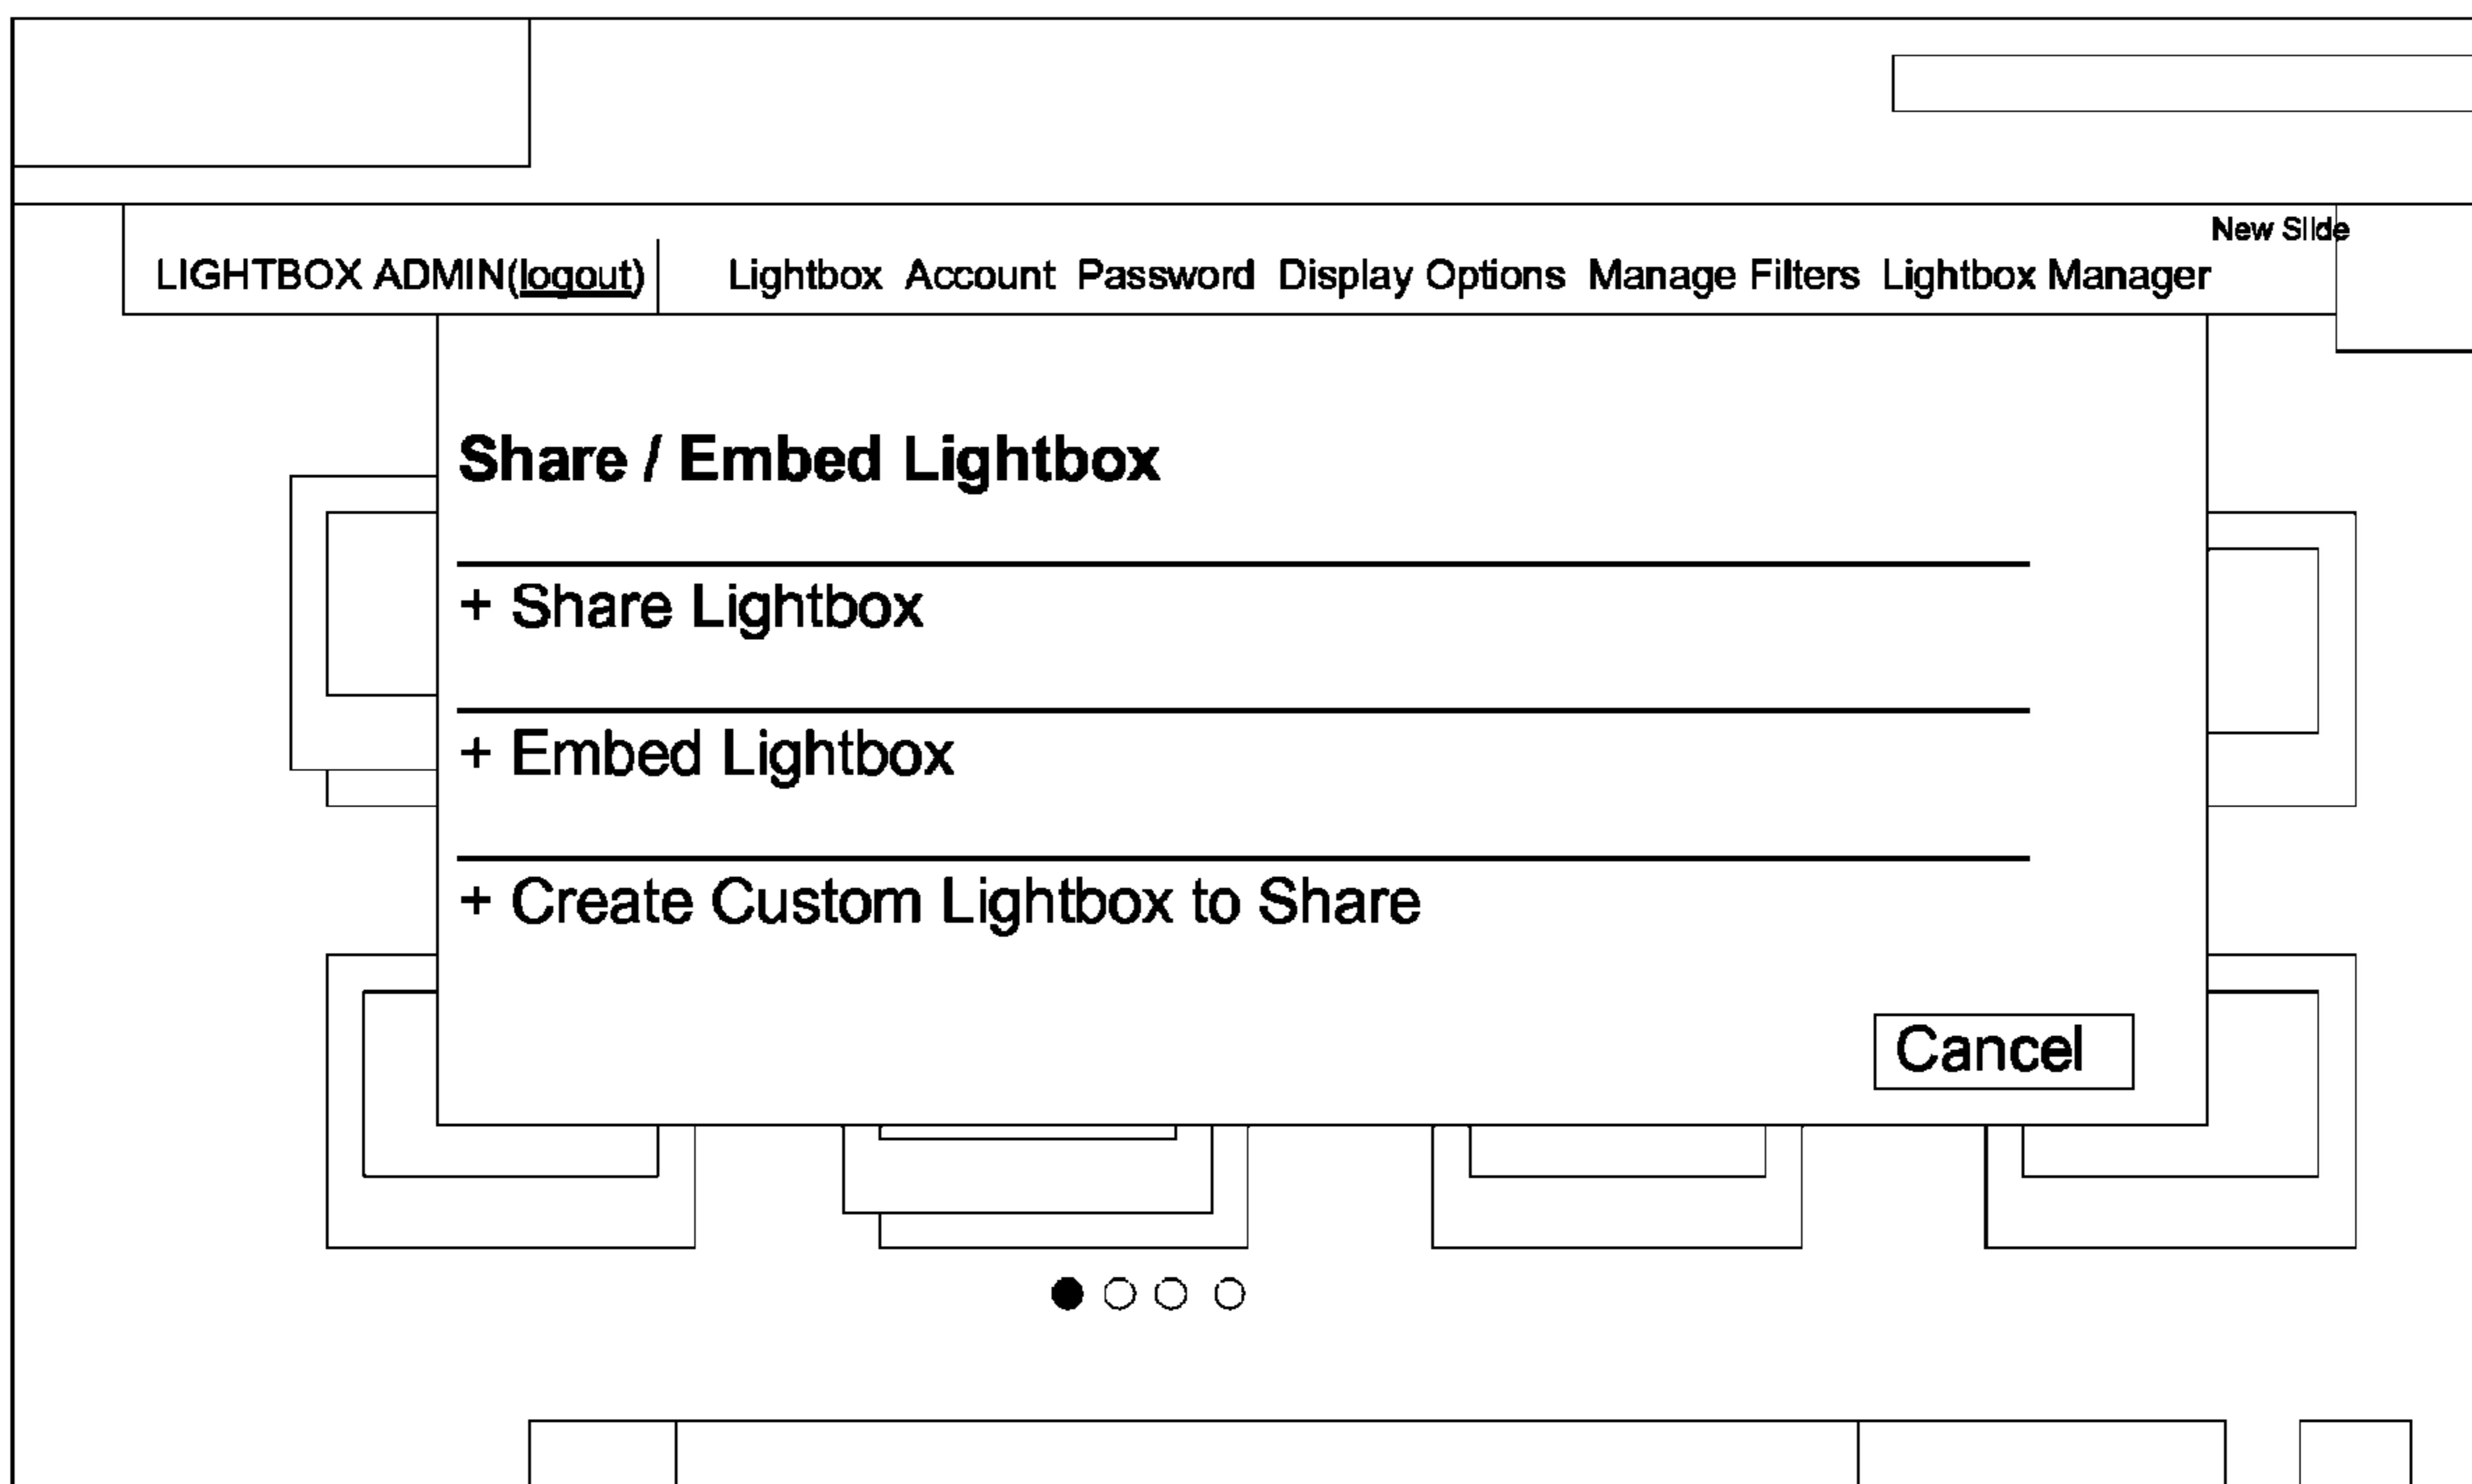 New Slide
LIGHTBOX ADMIN(logout) Lightbox Account Password Display Options Manage Filters Lightbox Manager
Share / Embed Lightbox
+ Share Lightbox
+ Embed Lightbox
+ Create Custom Lightbox to Share
Cancel